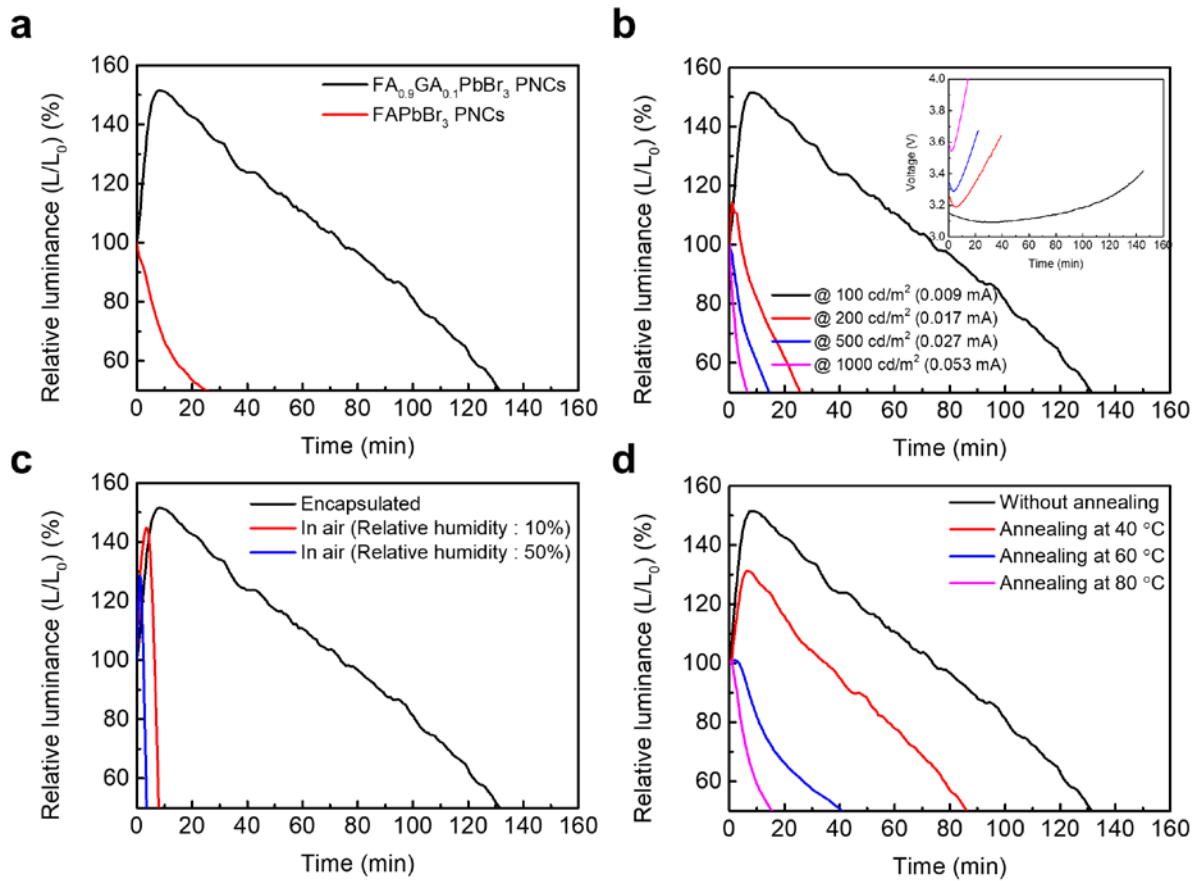 a
Relative luminance (L/L₀) (%)
160
140
120
100
80
60
FA₀.₉GA₀.₁PbBr₃ PNCs
FAPbBr₃ PNCs
0 20 40 60 80 100 120 140 160
Time (min)
b
Relative luminance (L/L₀) (%)
160
140
120
100
80
60
Voltage (V)
4.0
3.8
3.6
3.4
3.2
3.0
0 20 40 60 80 100 120 140 160
Time (min)
@ 100 cd/m² (0.009 mA)
@ 200 cd/m² (0.017 mA)
@ 500 cd/m² (0.027 mA)
@ 1000 cd/m² (0.053 mA)
0 20 40 60 80 100 120 140 160
Time (min)
c
Relative luminance (L/L₀) (%)
160
140
120
100
80
60
Encapsulated
In air (Relative humidity : 10%)
In air (Relative humidity : 50%)
0 20 40 60 80 100 120 140 160
Time (min)
d
Relative luminance (L/L₀) (%)
160
140
120
100
80
60
Without annealing
Annealing at 40 °C
Annealing at 60 °C
Annealing at 80 °C
0 20 40 60 80 100 120 140 160
Time (min)